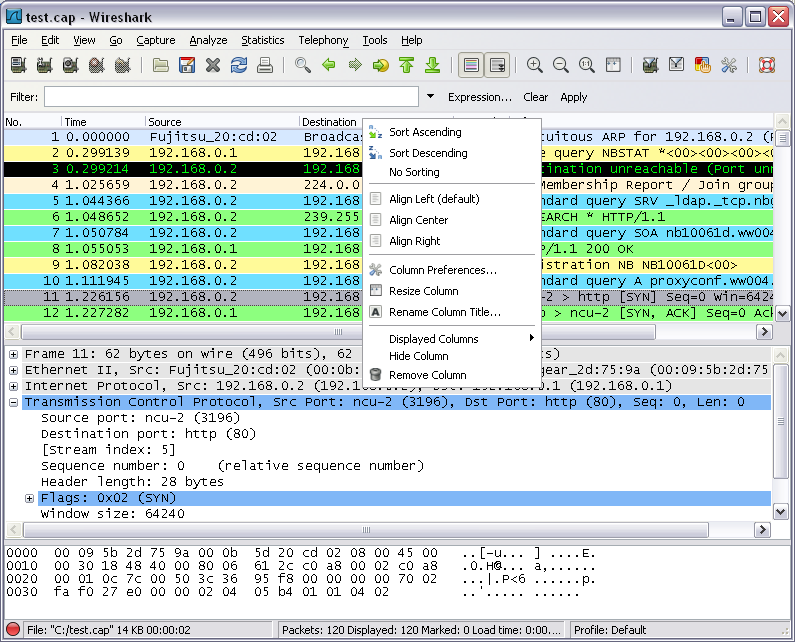 test.cap - Wireshark
File Edit View Go Capture Analyze Statistics Telephony Tools Help
Filter: Expression... Clear Apply
No. Time Source Destination
1 0.000000 Fujitsu_20:cd:02 Broadcas uitous ARP for 192.168.0.2 (
2 0.299139 192.168.0.1 192.168 e query NBSTAT *<00><00><00><
3 0.299214 192.168.0.2 192.168 tination unreachable (Port un
4 1.025659 192.168.0.2 224.0.0 Membership Report / Join grou
5 1.044366 192.168.0.2 192.168 ndard query SRV _ldap._tcp.nb
6 1.048652 192.168.0.2 239.255 EARCH * HTTP/1.1
7 1.050784 192.168.0.2 192.168 ndard query SOA nb10061d.ww004
8 1.055053 192.168.0.1 192.168 P/1.1 200 OK
9 1.082038 192.168.0.2 192.168 istration NB NB10061D<00>
10 1.111945 192.168.0.2 192.168 ndard query A proxyconf.ww004
11 1.226156 192.168.0.2 192.168 -2 > http [SYN] Seq=0 Win=6424
12 1.227282 192.168.0.1 192.168 p > ncu-2 [SYN, ACK] Seq=0 Ac
Sort Ascending
Sort Descending
No Sorting
Align Left (default)
Align Center
Align Right
Column Preferences...
Resize Column
Rename Column Title...
Displayed Columns
Hide Column
Remove Column
Frame 11: 62 bytes on wire (496 bits), 62 ts)
Ethernet II, Src: Fujitsu_20:cd:02 (00:0b: gear_2d:75:9a (00:09:5b:2d:75
Internet Protocol, Src: 192.168.0.2 (192.168.0.2), Dst: 192.168.0.1 (192.168.0.1)
Transmission Control Protocol, Src Port: ncu-2 (3196), Dst Port: http (80), Seq: 0, Len: 0
Source port: ncu-2 (3196)
Destination port: http (80)
[Stream index: 5]
Sequence number: 0 (relative sequence number)
Header length: 28 bytes
Flags: 0x02 (SYN)
Window size: 64240
0000 00 09 5b 2d 75 9a 00 0b 5d 20 cd 02 08 00 45 00 ..[-u... ] ....E.
0010 00 30 18 48 40 00 80 06 61 2c c0 a8 00 02 c0 a8 .0.H@... a,......
0020 00 01 0c 7c 00 50 3c 36 95 f8 00 00 00 00 70 02 ...|.P<6 ......p.
0030 fa f0 27 e0 00 00 02 04 05 b4 01 01 04 02 ..'..... ......
File: "C:/test.cap" 14 KB 00:00:02 Packets: 120 Displayed: 120 Marked: 0 Load time: 0:00.... Profile: Default